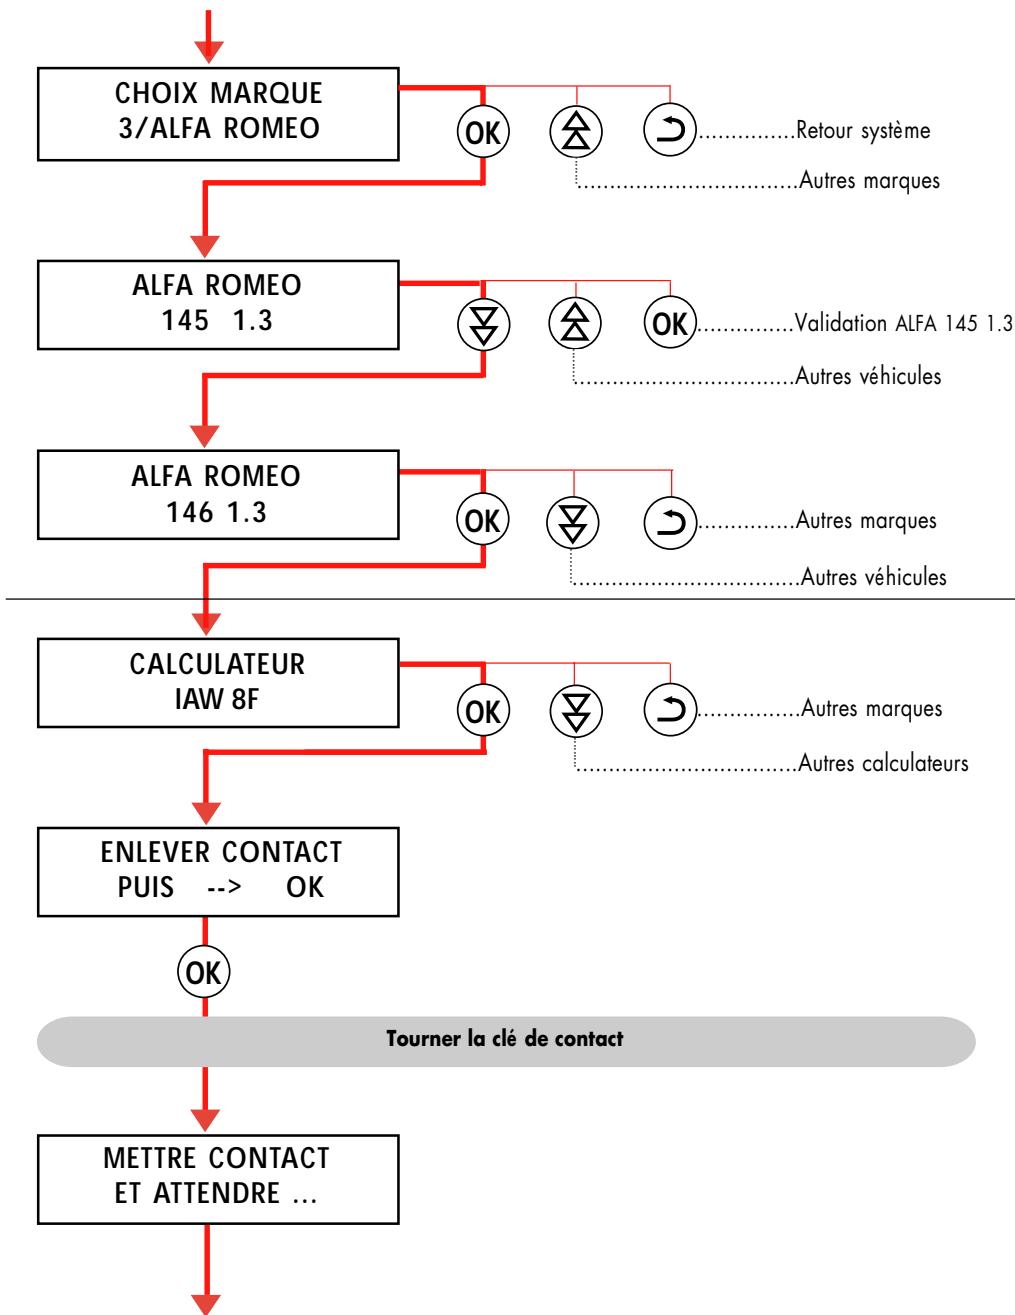 CHOIX MARQUE
3/ALFA ROMEO
OK
...............Retour système
..................................Autres marques
ALFA ROMEO
145 1.3
OK
...............Validation ALFA 145 1.3
..................................Autres véhicules
ALFA ROMEO
146 1.3
OK
...............Autres marques
...................................Autres véhicules
CALCULATEUR
IAW 8F
OK
................Autres marques
..................................Autres calculateurs
ENLEVER CONTACT
PUIS --> OK
OK
Tourner la clé de contact
METTRE CONTACT
ET ATTENDRE ...